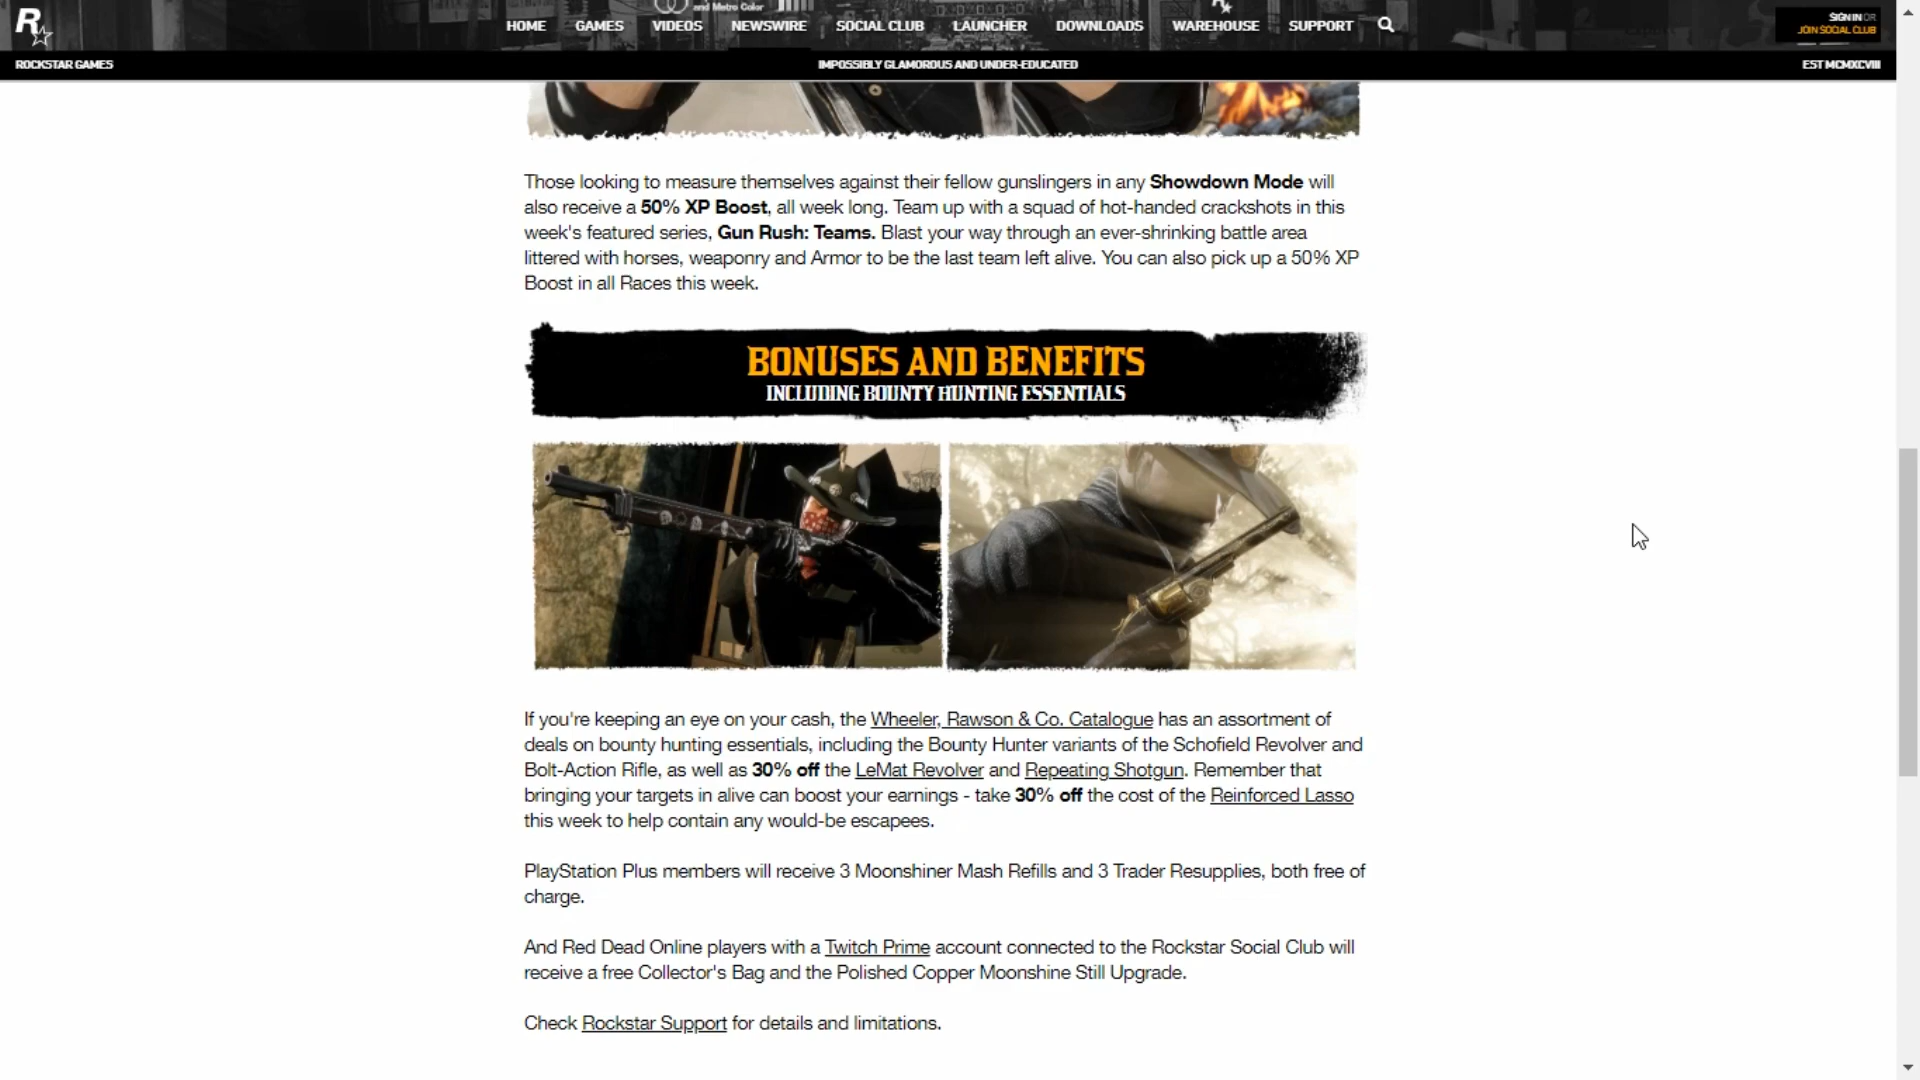 and Metro Color
R
HOME GAMES VIDEOS NEWSWIRE SOCIAL CLUB LAUNCHER DOWNLOADS WAREHOUSE SUPPORT
SIGN IN OR
JOIN SOCIAL CLUB
ROCKSTAR GAMES IMPOSSIBLY GLAMOROUS AND UNDER-EDUCATED EST MCMXCVIII
Those looking to measure themselves against their fellow gunslingers in any Showdown Mode will
also receive a 50% XP Boost, all week long. Team up with a squad of hot-handed crackshots in this
week's featured series, Gun Rush: Teams. Blast your way through an ever-shrinking battle area
littered with horses, weaponry and Armor to be the last team left alive. You can also pick up a 50% XP
Boost in all Races this week.
BONUSES AND BENEFITS
INCLUDING BOUNTY HUNTING ESSENTIALS
If you're keeping an eye on your cash, the Wheeler, Rawson & Co. Catalogue has an assortment of
deals on bounty hunting essentials, including the Bounty Hunter variants of the Schofield Revolver and
Bolt-Action Rifle, as well as 30% off the LeMat Revolver and Repeating Shotgun. Remember that
bringing your targets in alive can boost your earnings - take 30% off the cost of the Reinforced Lasso
this week to help contain any would-be escapees.
PlayStation Plus members will receive 3 Moonshiner Mash Refills and 3 Trader Resupplies, both free of
charge.
And Red Dead Online players with a Twitch Prime account connected to the Rockstar Social Club will
receive a free Collector's Bag and the Polished Copper Moonshine Still Upgrade.
Check Rockstar Support for details and limitations.